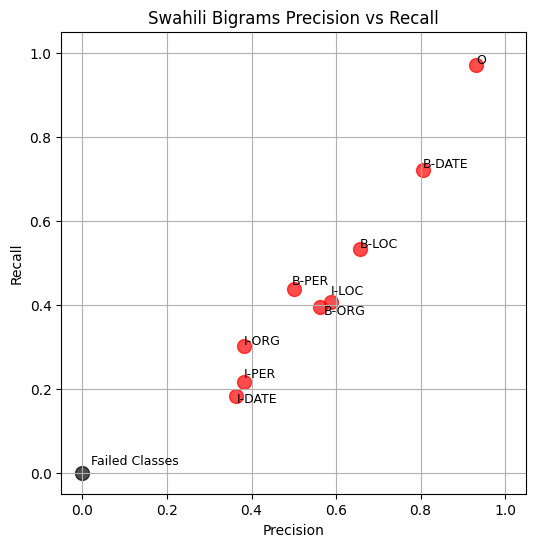 Swahili Bigrams Precision vs Recall
1.0
0.8
0.6
0.4
0.2
0.0
Recall
O
B-DATE
B-LOC
B-PER
I-LOC
B-ORG
I-ORG
I-PER
I-DATE
Failed Classes
0.0 0.2 0.4 0.6 0.8 1.0
Precision